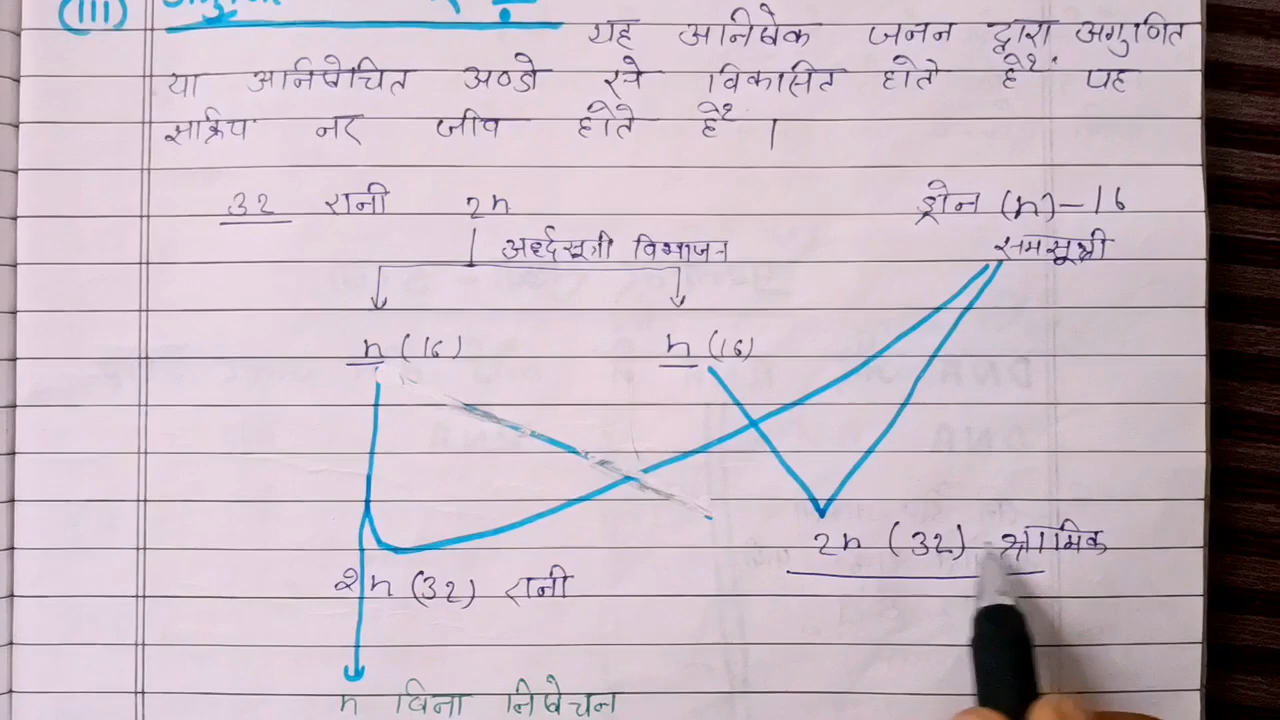 (III)
यह अनिषेक जनन द्वारा अगुणित
या अनिषेचित अण्डो से विकसित होते है। यह
सक्रिय नर जीव होते है।
32 रानी 2n ड्रोन (n)-16
अर्ध्दसूत्री विभाजन समसूत्री
n (16) n (16)
2n (32) श्रमिक
2n (32) रानी
n बिना निषेचन